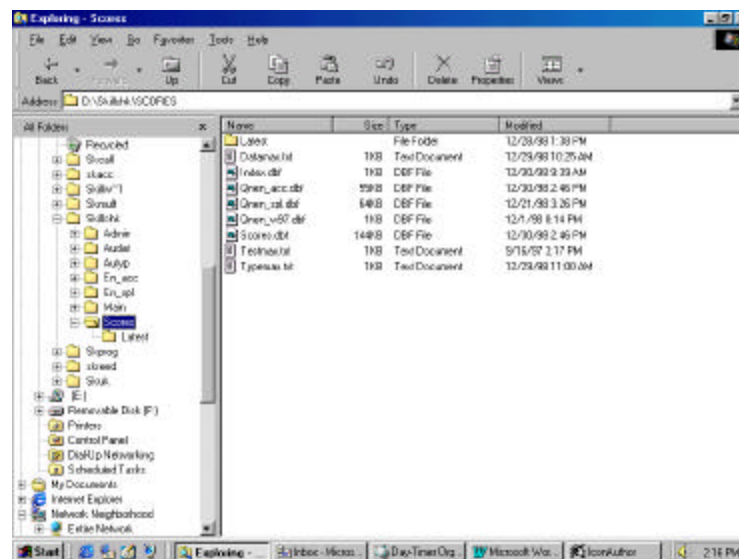 Exploring - Scores
File Edit View Go Favorites Tools Help
Back Up Cut Copy Paste Undo Delete Properties Views
Address D:\Skillchk\SCORES
All Folders x
Name Size Type Modified
Recycled
Skcall
skacc
Skillw~1
Skmult
Skillchk
Admin
Audat
Autyp
En_acc
En_spl
Main
Scores
Latest
Skprog
Skuk
(E:)
Removable Disk (F:)
Printers
Control Panel
Dial-Up Networking
Scheduled Tasks
My Documents
Internet Explorer
Network Neighborhood
Entire Network
Latest File Folder 12/28/98 1:38 PM
Datamax.txt 1KB Text Document 12/29/98 10:25 AM
Index.dbf 1KB DBF File 12/30/98 9:39 AM
Qmen_acc.dbf DBF File 12/30/98 2:46 PM
Qmen_spl.dbf 64KB DBF File 12/21/98 3:26 PM
Qmen_w97.dbf 1KB DBF File 12/1/98 8:14 PM
Scores.dbf 144KB DBF File 12/30/98 2:46 PM
Testmax.txt 1KB Text Document 9/16/97 2:17 PM
Typemax.txt 1KB Text Document 12/29/98 11:00 AM
Start Exploring - ... Inbox - Micros... Day-Timer Org... Microsoft Wor... IconAuthor 2:16 PM